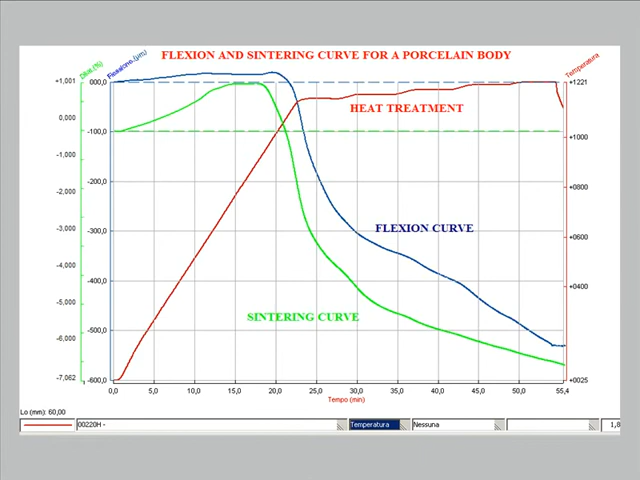 FLEXION AND SINTERING CURVE FOR A PORCELAIN BODY
Dilat.(%)
Flessione.(µm)
Temperatura
+1,001
000,0
+1221
HEAT TREATMENT
0,000
-100,0
+1000
-1,000
-2,000
-200,0
+0800
-3,000
-300,0
FLEXION CURVE
+0600
-4,000
-400,0
+0400
-5,000
SINTERING CURVE
-500,0
-6,000
-7,062
-600,0
+0025
0,0 5,0 10,0 15,0 20,0 25,0 30,0 35,0 40,0 45,0 50,0 55,4
Tempo (min)
Lo (mm): 60,00
00220H - Temperatura Nessuna 1,8